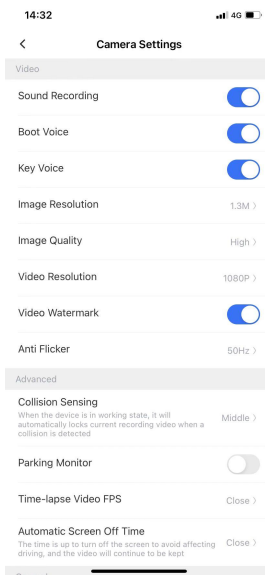 14:32
4G
Camera Settings
Video
Sound Recording
Boot Voice
Key Voice
Image Resolution
1.3M
Image Quality
High
Video Resolution
1080P
Video Watermark
Anti Flicker
50Hz
Advanced
Collision Sensing
When the device is in working state, it will
automatically locks current recording video when a
collision is detected
Middle
Parking Monitor
Time-lapse Video FPS
Close
Automatic Screen Off Time
The time is up to turn off the screen to avoid affecting
driving, and the video will continue to be kept
Close